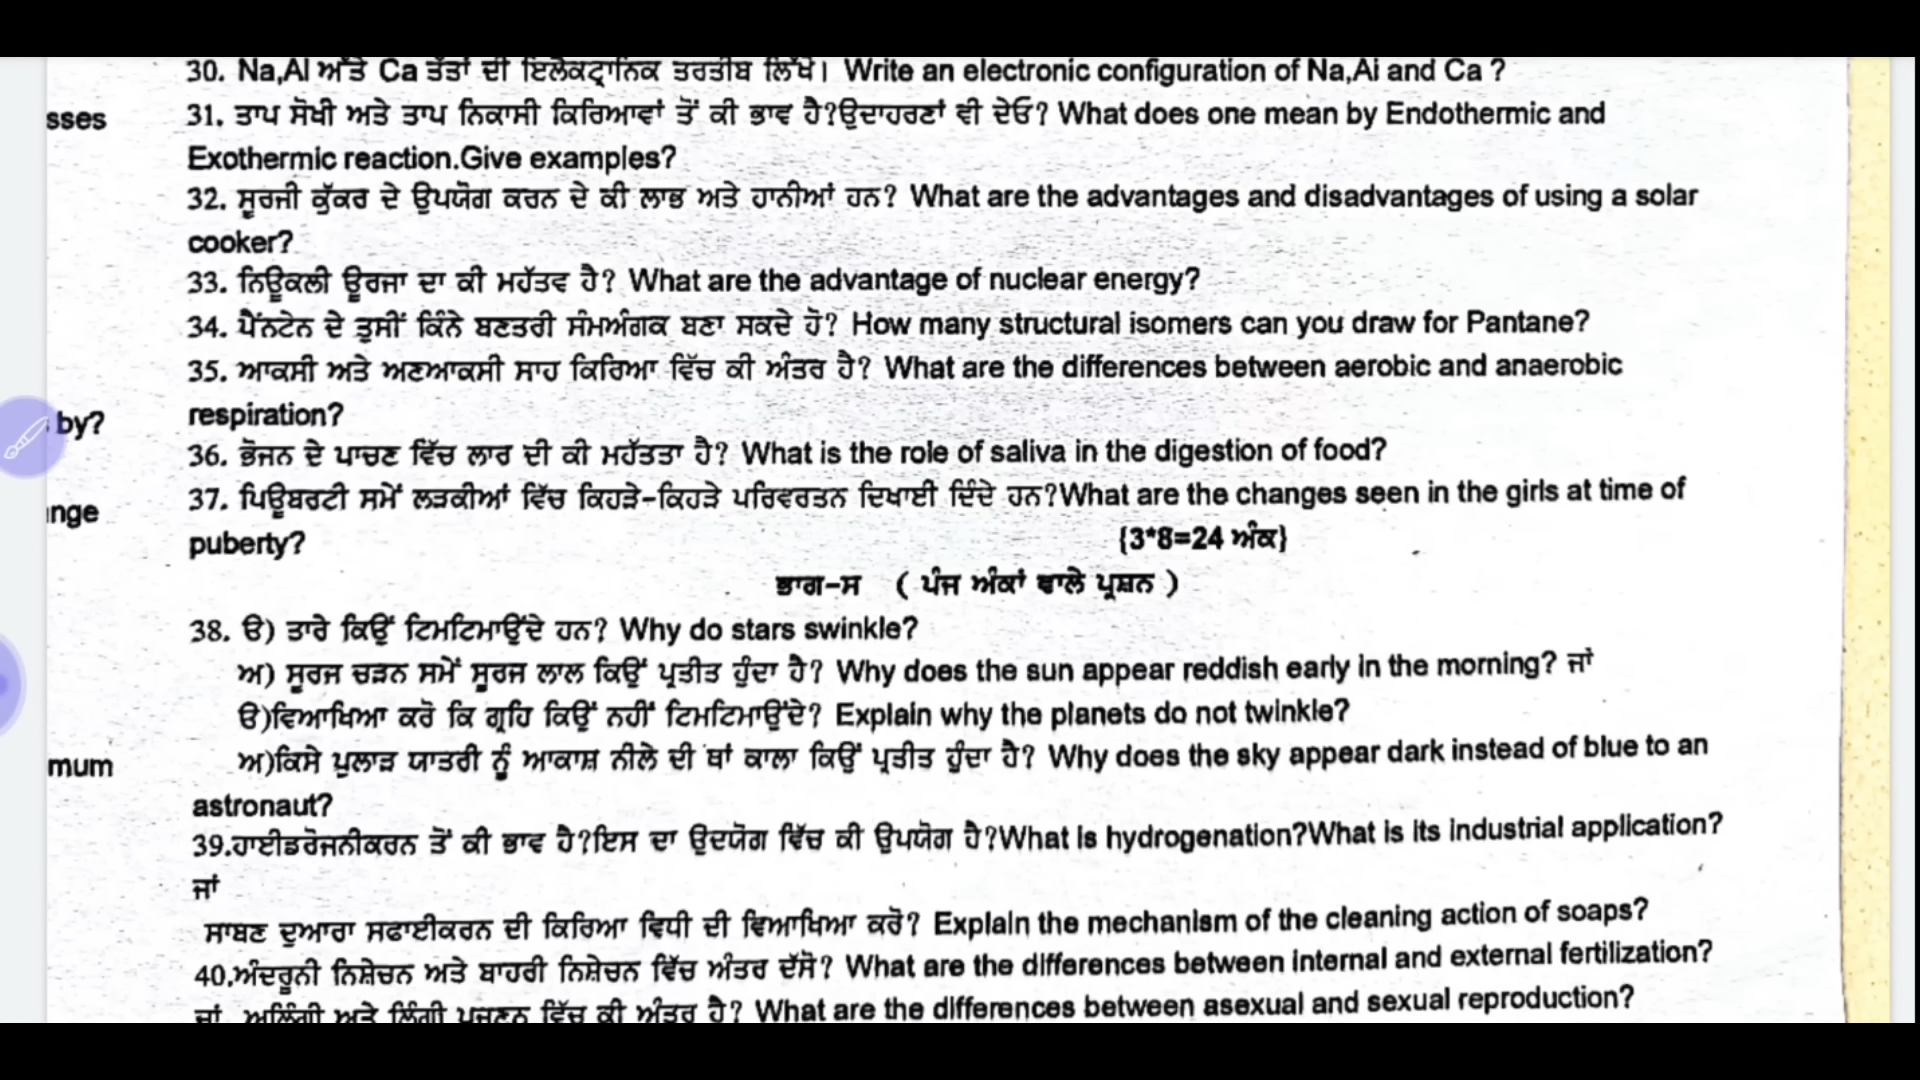 30. Na,Al ਅਤੇ Ca ਤੱਤਾਂ ਦੀ ਇਲੈਕਟ੍ਰਾਨਿਕ ਤਰਤੀਬ ਲਿੱਖੋ। Write an electronic configuration of Na,Ai and Ca ?
sses
31. ਤਾਪ ਸੋਖੀ ਅਤੇ ਤਾਪ ਨਿਕਾਸੀ ਕਿਰਿਆਵਾਂ ਤੋਂ ਕੀ ਭਾਵ ਹੈ?ਉਦਾਹਰਣਾਂ ਵੀ ਦੇਓ? What does one mean by Endothermic and
Exothermic reaction.Give examples?
32. ਸੂਰਜੀ ਕੁੱਕਰ ਦੇ ਉਪਯੋਗ ਕਰਨ ਦੇ ਕੀ ਲਾਭ ਅਤੇ ਹਾਨੀਆਂ ਹਨ? What are the advantages and disadvantages of using a solar
cooker?
33. ਨਿਊਕਲੀ ਊਰਜਾ ਦਾ ਕੀ ਮਹੱਤਵ ਹੈ? What are the advantage of nuclear energy?
34. ਪੈਂਨਟੇਨ ਦੇ ਤੁਸੀਂ ਕਿੰਨੇ ਬਣਤਰੀ ਸੰਮਅੰਗਕ ਬਣਾ ਸਕਦੇ ਹੋ? How many structural isomers can you draw for Pantane?
35. ਆਕਸੀ ਅਤੇ ਅਣਆਕਸੀ ਸਾਹ ਕਿਰਿਆ ਵਿੱਚ ਕੀ ਅੰਤਰ ਹੈ? What are the differences between aerobic and anaerobic
by?
respiration?
36. ਭੋਜਨ ਦੇ ਪਾਚਣ ਵਿੱਚ ਲਾਰ ਦੀ ਕੀ ਮਹੱਤਤਾ ਹੈ? What is the role of saliva in the digestion of food?
37. ਪਿਊਬਰਟੀ ਸਮੇਂ ਲੜਕੀਆਂ ਵਿੱਚ ਕਿਹੜੇ-ਕਿਹੜੇ ਪਰਿਵਰਤਨ ਦਿਖਾਈ ਦਿੰਦੇ ਹਨ?What are the changes seen in the girls at time of
nge
puberty? {3*8=24 ਅੰਕ}
ਭਾਗ-ਸ ( ਪੰਜ ਅੰਕਾਂ ਵਾਲੇ ਪ੍ਰਸ਼ਨ )
38. ੳ) ਤਾਰੇ ਕਿਉਂ ਟਿਮਟਿਮਾਉਂਦੇ ਹਨ? Why do stars swinkle?
ਅ) ਸੂਰਜ ਚੜਨ ਸਮੇਂ ਸੂਰਜ ਲਾਲ ਕਿਉਂ ਪ੍ਰਤੀਤ ਹੁੰਦਾ ਹੈ? Why does the sun appear reddish early in the morning? ਜਾਂ
ੳ)ਵਿਆਖਿਆ ਕਰੋ ਕਿ ਗ੍ਰਹਿ ਕਿਉਂ ਨਹੀਂ ਟਿਮਟਿਮਾਉਂਦੇ? Explain why the planets do not twinkle?
ਅ)ਕਿਸੇ ਪੁਲਾੜ ਯਾਤਰੀ ਨੂੰ ਆਕਾਸ਼ ਨੀਲੇ ਦੀ ਥਾਂ ਕਾਲਾ ਕਿਉਂ ਪ੍ਰਤੀਤ ਹੁੰਦਾ ਹੈ? Why does the sky appear dark instead of blue to an
mum
astronaut?
39.ਹਾਈਡਰੋਜਨੀਕਰਨ ਤੋਂ ਕੀ ਭਾਵ ਹੈ?ਇਸ ਦਾ ਉਦਯੋਗ ਵਿੱਚ ਕੀ ਉਪਯੋਗ ਹੈ?What is hydrogenation?What is its industrial application?
ਜਾਂ
ਸਾਬਣ ਦੁਆਰਾ ਸਫਾਈਕਰਨ ਦੀ ਕਿਰਿਆ ਵਿਧੀ ਦੀ ਵਿਆਖਿਆ ਕਰੋ? Explain the mechanism of the cleaning action of soaps?
40.ਅੰਦਰੂਨੀ ਨਿਸ਼ੇਚਨ ਅਤੇ ਬਾਹਰੀ ਨਿਸ਼ੇਚਨ ਵਿੱਚ ਅੰਤਰ ਦੱਸੋ? What are the differences between internal and external fertilization?
ਜਾਂ ਅਲਿੰਗੀ ਅਤੇ ਲਿੰਗੀ ਪ੍ਰਜਣਨ ਵਿੱਚ ਕੀ ਅੰਤਰ ਹੈ? What are the differences between asexual and sexual reproduction?